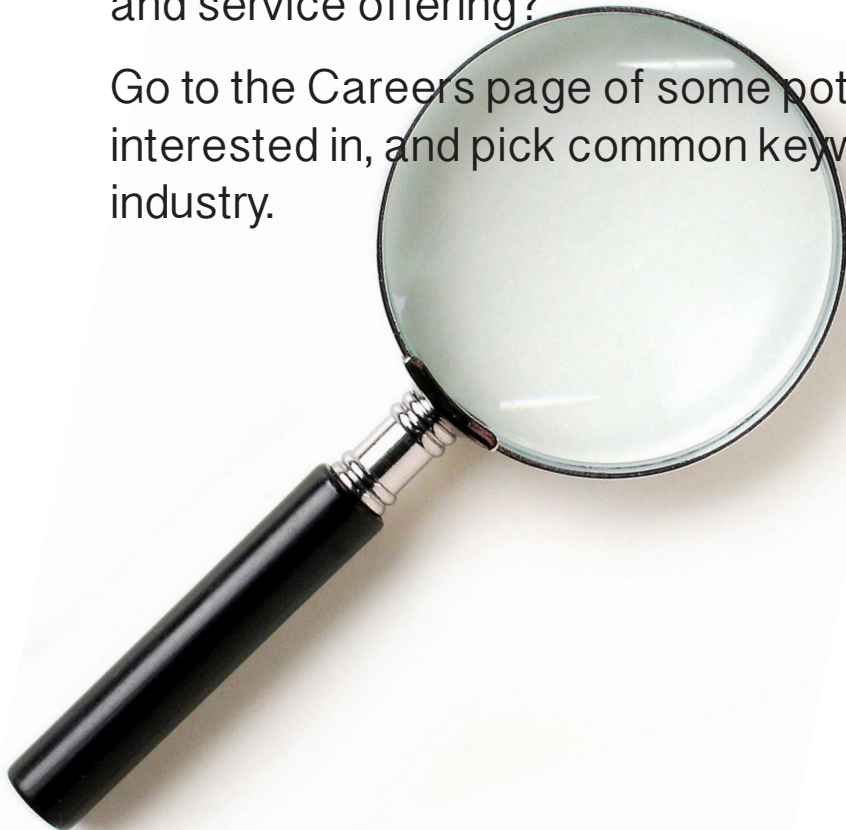 and service offering?
Go to the Careers page of some pot
interested in, and pick common keyw
industry.